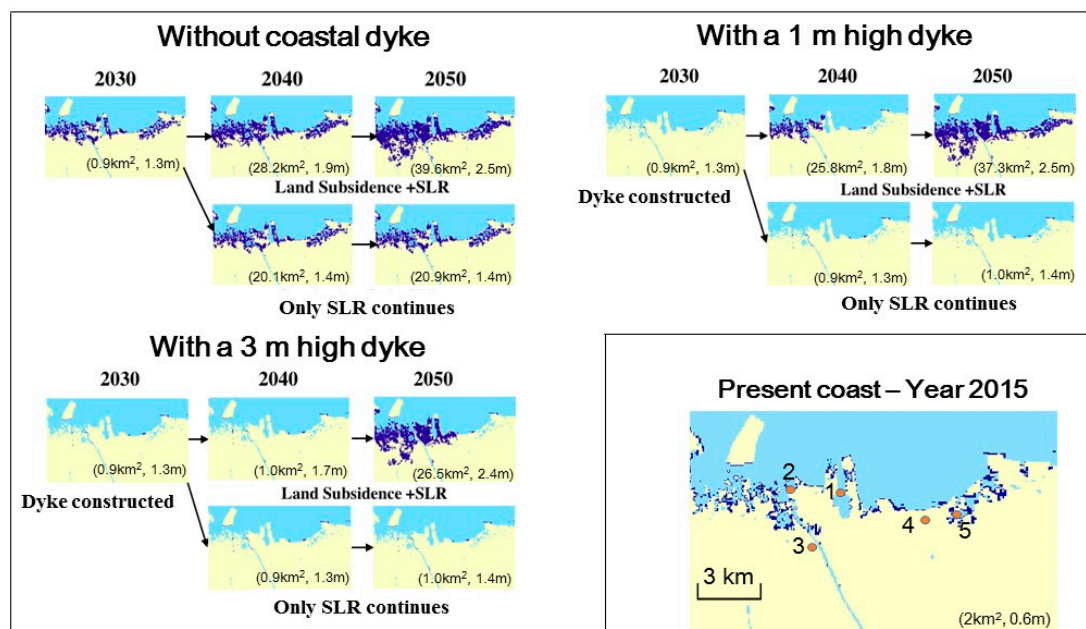 Without coastal dyke
2030 2040 2050
(0.9km², 1.3m) (28.2km², 1.9m) (39.6km², 2.5m)
Land Subsidence +SLR
(20.1km², 1.4m) (20.9km², 1.4m)
Only SLR continues
With a 1 m high dyke
2030 2040 2050
(0.9km², 1.3m) (25.8km², 1.8m) (37.3km², 2.5m)
Dyke constructed Land Subsidence +SLR
(0.9km², 1.3m) (1.0km², 1.4m)
Only SLR continues
With a 3 m high dyke
2030 2040 2050
(0.9km², 1.3m) (1.0km², 1.7m) (26.5km², 2.4m)
Dyke constructed Land Subsidence +SLR
(0.9km², 1.3m) (1.0km², 1.4m)
Only SLR continues
Present coast – Year 2015
2 1
4 5
3
3 km
(2km², 0.6m)